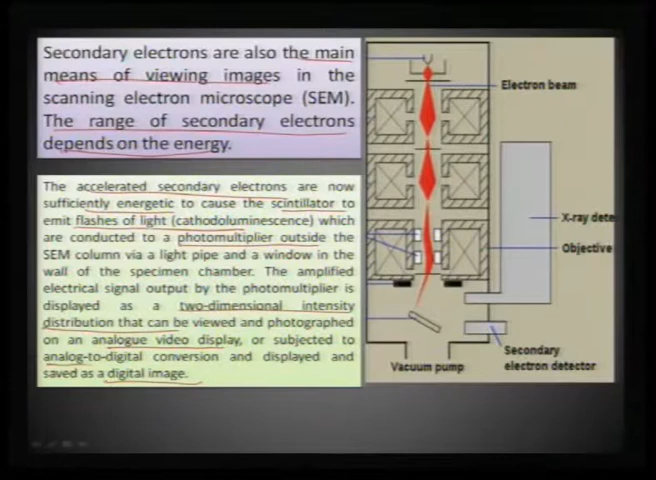 Secondary electrons are also the main
means of viewing images in the
scanning electron microscope (SEM).
The range of secondary electrons
depends on the energy.
The accelerated secondary electrons are now
sufficiently energetic to cause the scintillator to
emit flashes of light (cathodoluminescence) which
are conducted to a photomultiplier outside the
SEM column via a light pipe and a window in the
wall of the specimen chamber. The amplified
electrical signal output by the photomultiplier is
displayed as a two-dimensional intensity
distribution that can be viewed and photographed
on an analogue video display, or subjected to
analog-to-digital conversion and displayed and
saved as a digital image.
Electron beam
X-ray dete
Objective
Secondary
electron detector
Vacuum pump